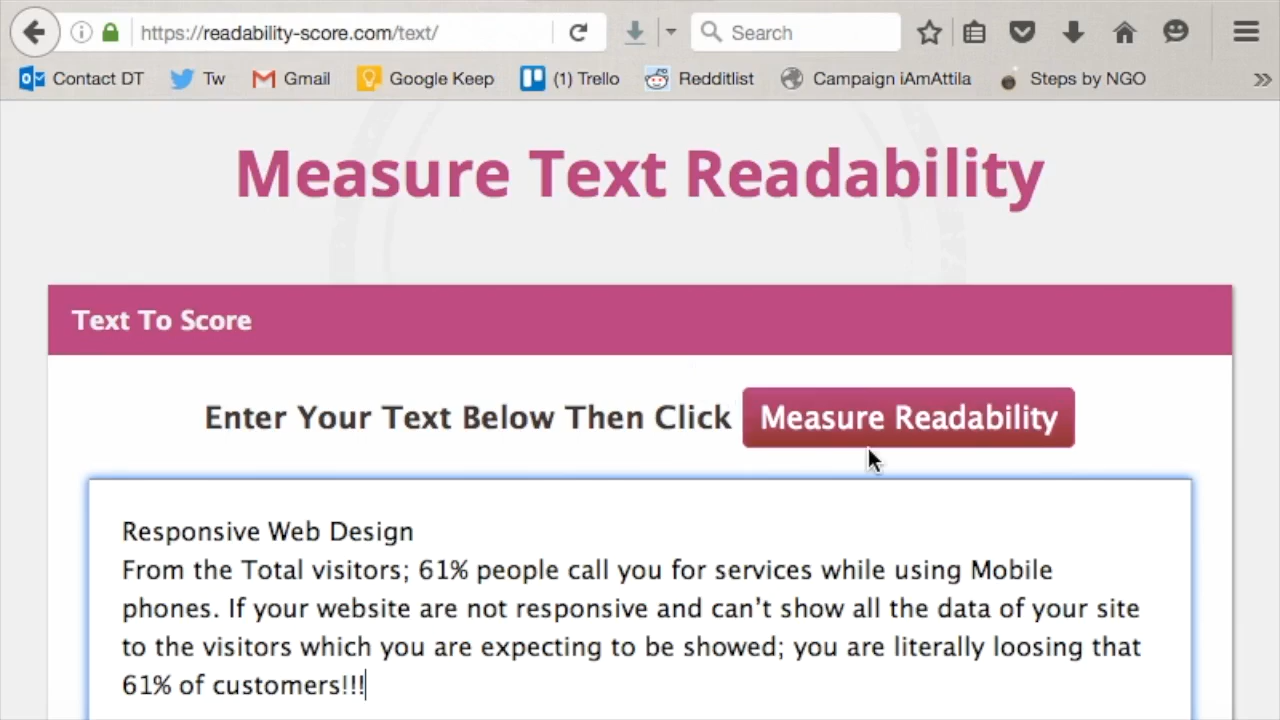 https://readability-score.com/text/
Search
Contact DT
Tw
Gmail
Google Keep
(1) Trello
Redditlist
Campaign iAmAttila
Steps by NGO
Measure Text Readability
Text To Score
Enter Your Text Below Then Click Measure Readability
Responsive Web Design
From the Total visitors; 61% people call you for services while using Mobile
phones. If your website are not responsive and can’t show all the data of your site
to the visitors which you are expecting to be showed; you are literally loosing that
61% of customers!!!